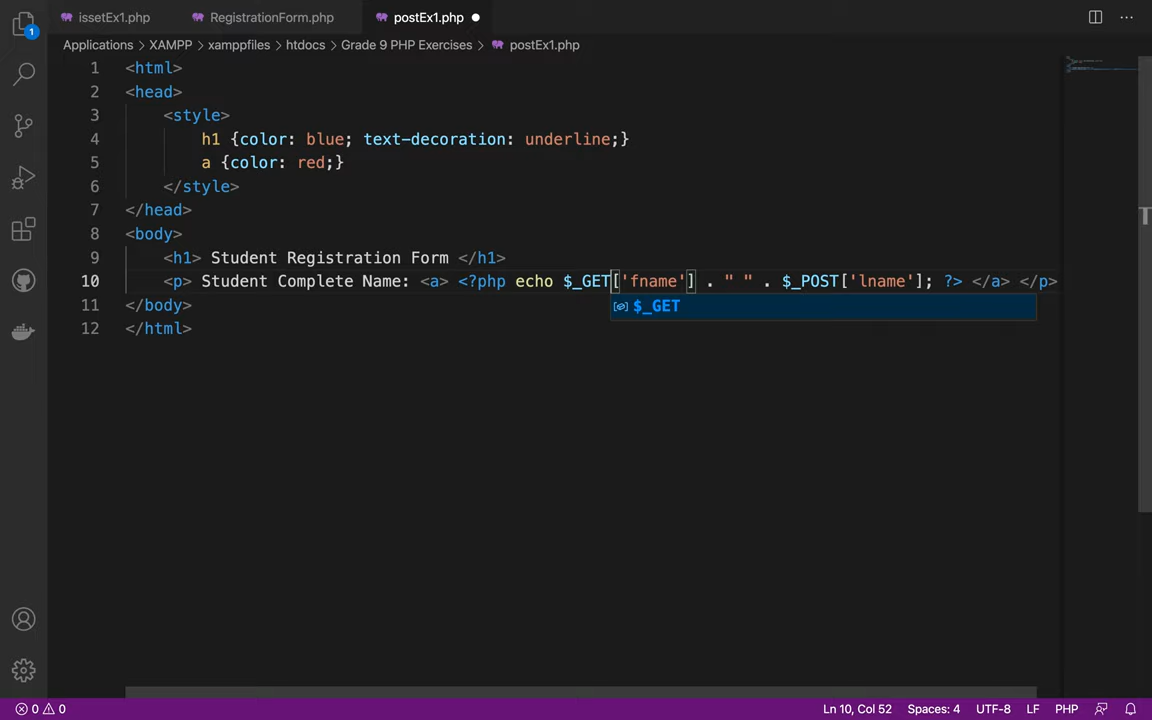 issetEx1.php RegistrationForm.php postEx1.php
1
Applications > XAMPP > xamppfiles > htdocs > Grade 9 PHP Exercises > postEx1.php
1 <html>
2 <head>
3 <style>
4 h1 {color: blue; text-decoration: underline;}
5 a {color: red;}
6 </style>
7 </head>
8 <body>
9 <h1> Student Registration Form </h1>
10 <p> Student Complete Name: <a> <?php echo $_GET['fname'] . " " . $_POST['lname']; ?> </a> </p>
$_GET
11 </body>
12 </html>
0 0 Ln 10, Col 52 Spaces: 4 UTF-8 LF PHP